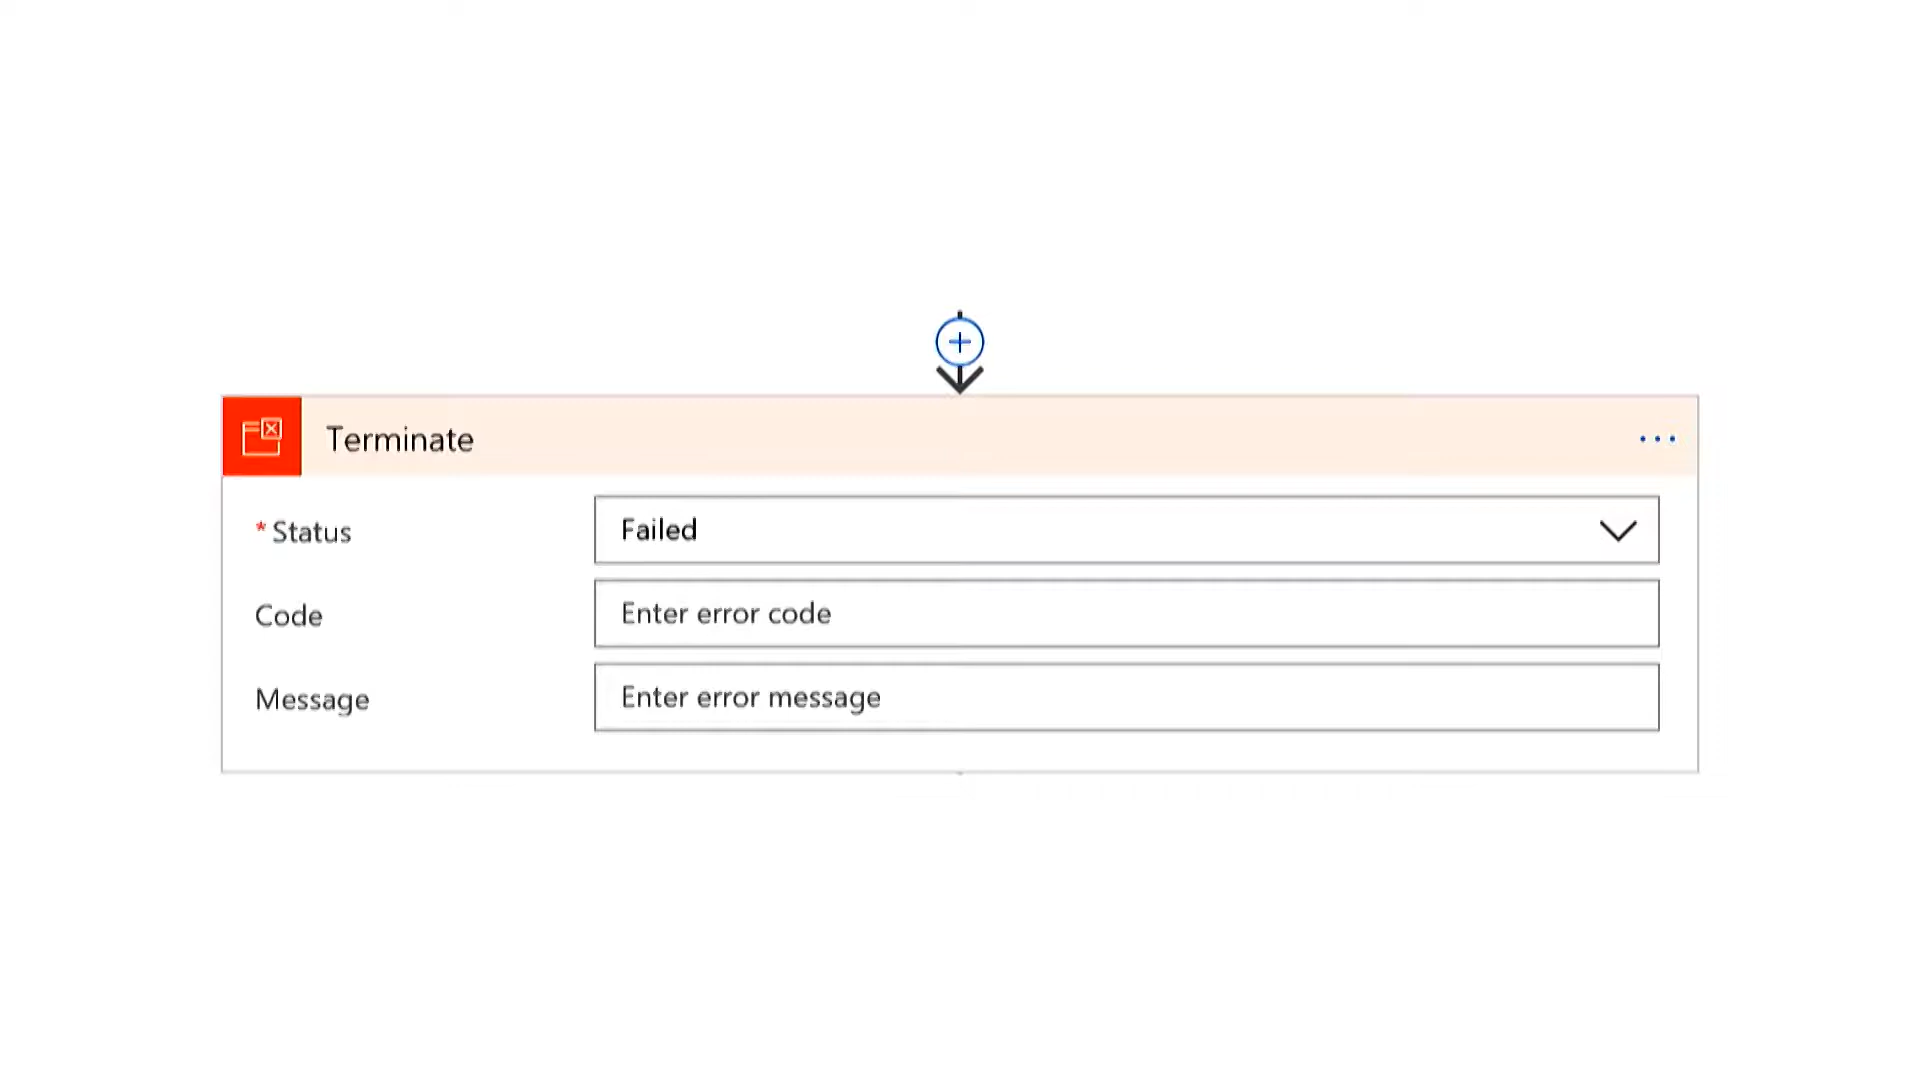 Terminate
* Status
Failed
Code
Enter error code
Message
Enter error message